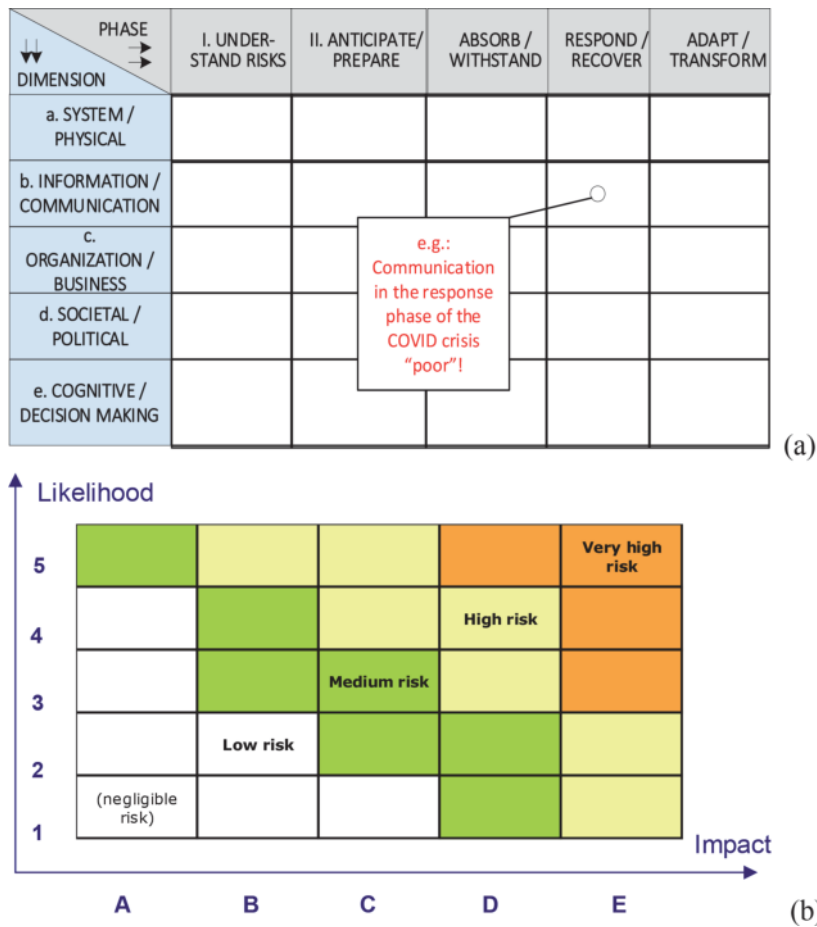 PHASE
DIMENSION
I. UNDER-
STAND RISKS
II. ANTICIPATE/
PREPARE
ABSORB /
WITHSTAND
RESPOND /
RECOVER
ADAPT /
TRANSFORM
a. SYSTEM /
PHYSICAL
b. INFORMATION /
COMMUNICATION
c.
ORGANIZATION /
BUSINESS
d. SOCIETAL /
POLITICAL
e. COGNITIVE /
DECISION MAKING
e.g.:
Communication
in the response
phase of the
COVID crisis
“poor”!
(a)
Likelihood
5
Very high
risk
4
High risk
3
Medium risk
2
Low risk
1
(negligible
risk)
Impact
A B C D E
(b)